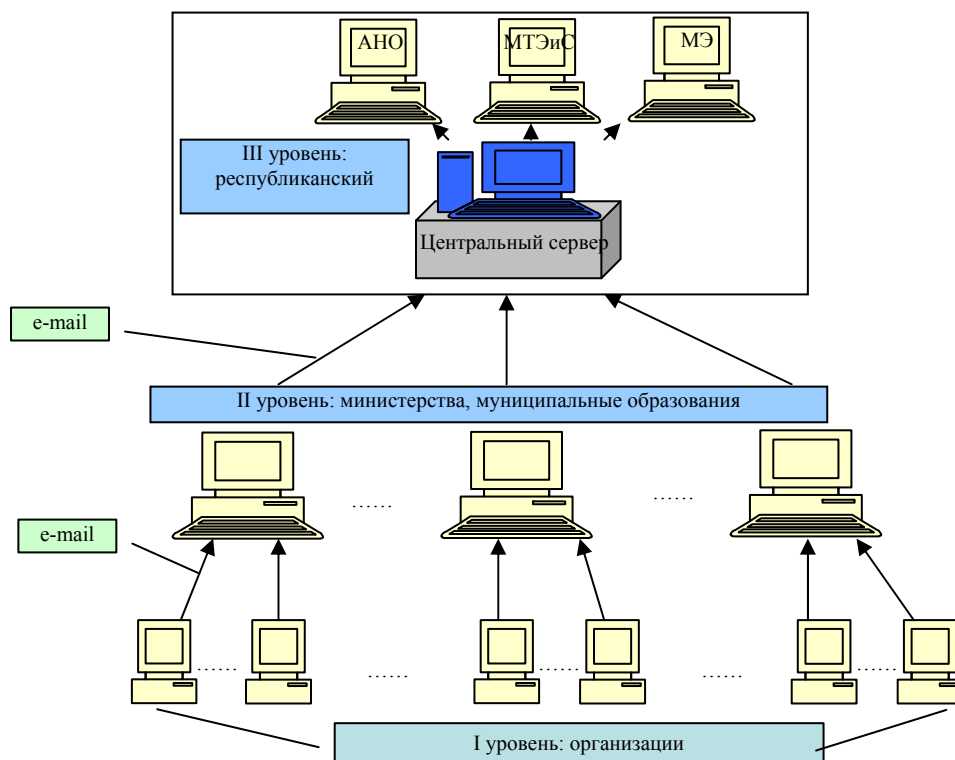 АНО
МТЭиС
МЭ
III уровень:
республиканский
Центральный сервер
e-mail
II уровень: министерства, муниципальные образования
e-mail
I уровень: организации